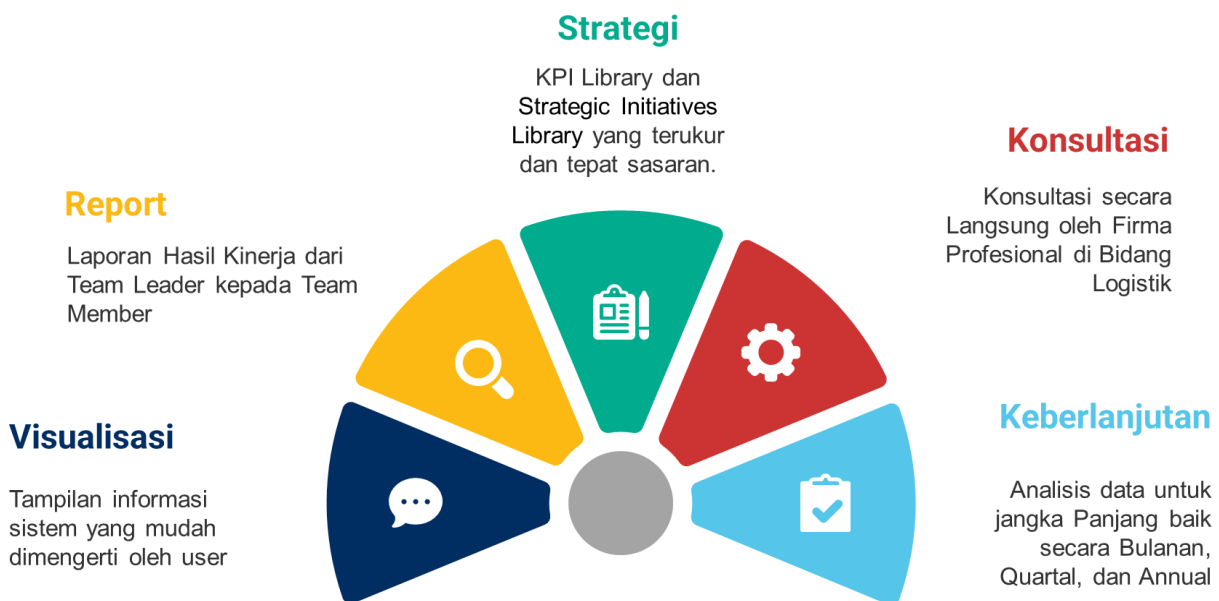 Strategi
KPI Library dan
Strategic Initiatives
Library yang terukur
dan tepat sasaran.
Konsultasi
Konsultasi secara
Langsung oleh Firma
Profesional di Bidang
Logistik
Report
Laporan Hasil Kinerja dari
Team Leader kepada Team
Member
Keberlanjutan
Analisis data untuk
jangka Panjang baik
secara Bulanan,
Quartal, dan Annual
Visualisasi
Tampilan informasi
sistem yang mudah
dimengerti oleh user